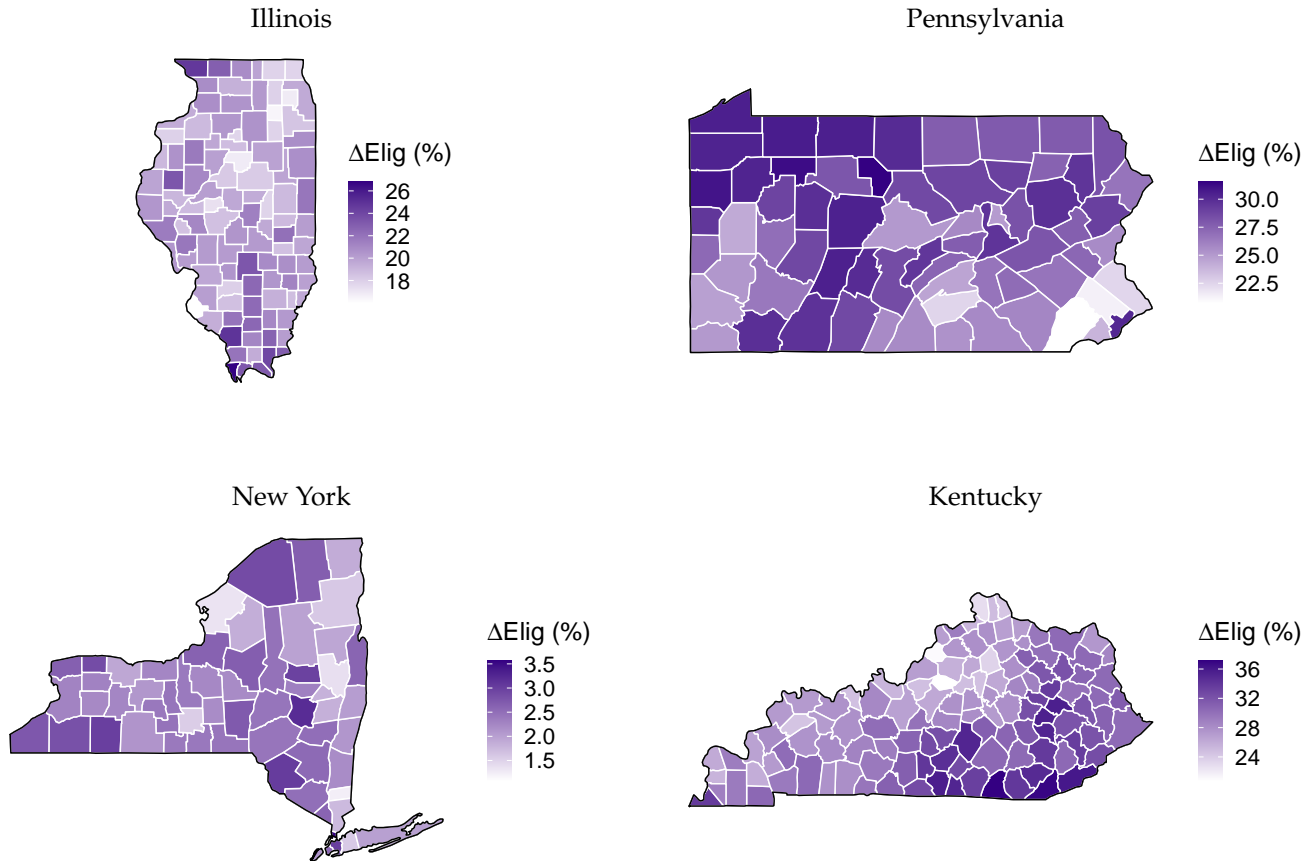 Illinois
ΔElig (%)
26
24
22
20
18
Pennsylvania
ΔElig (%)
30.0
27.5
25.0
22.5
New York
ΔElig (%)
3.5
3.0
2.5
2.0
1.5
Kentucky
ΔElig (%)
36
32
28
24